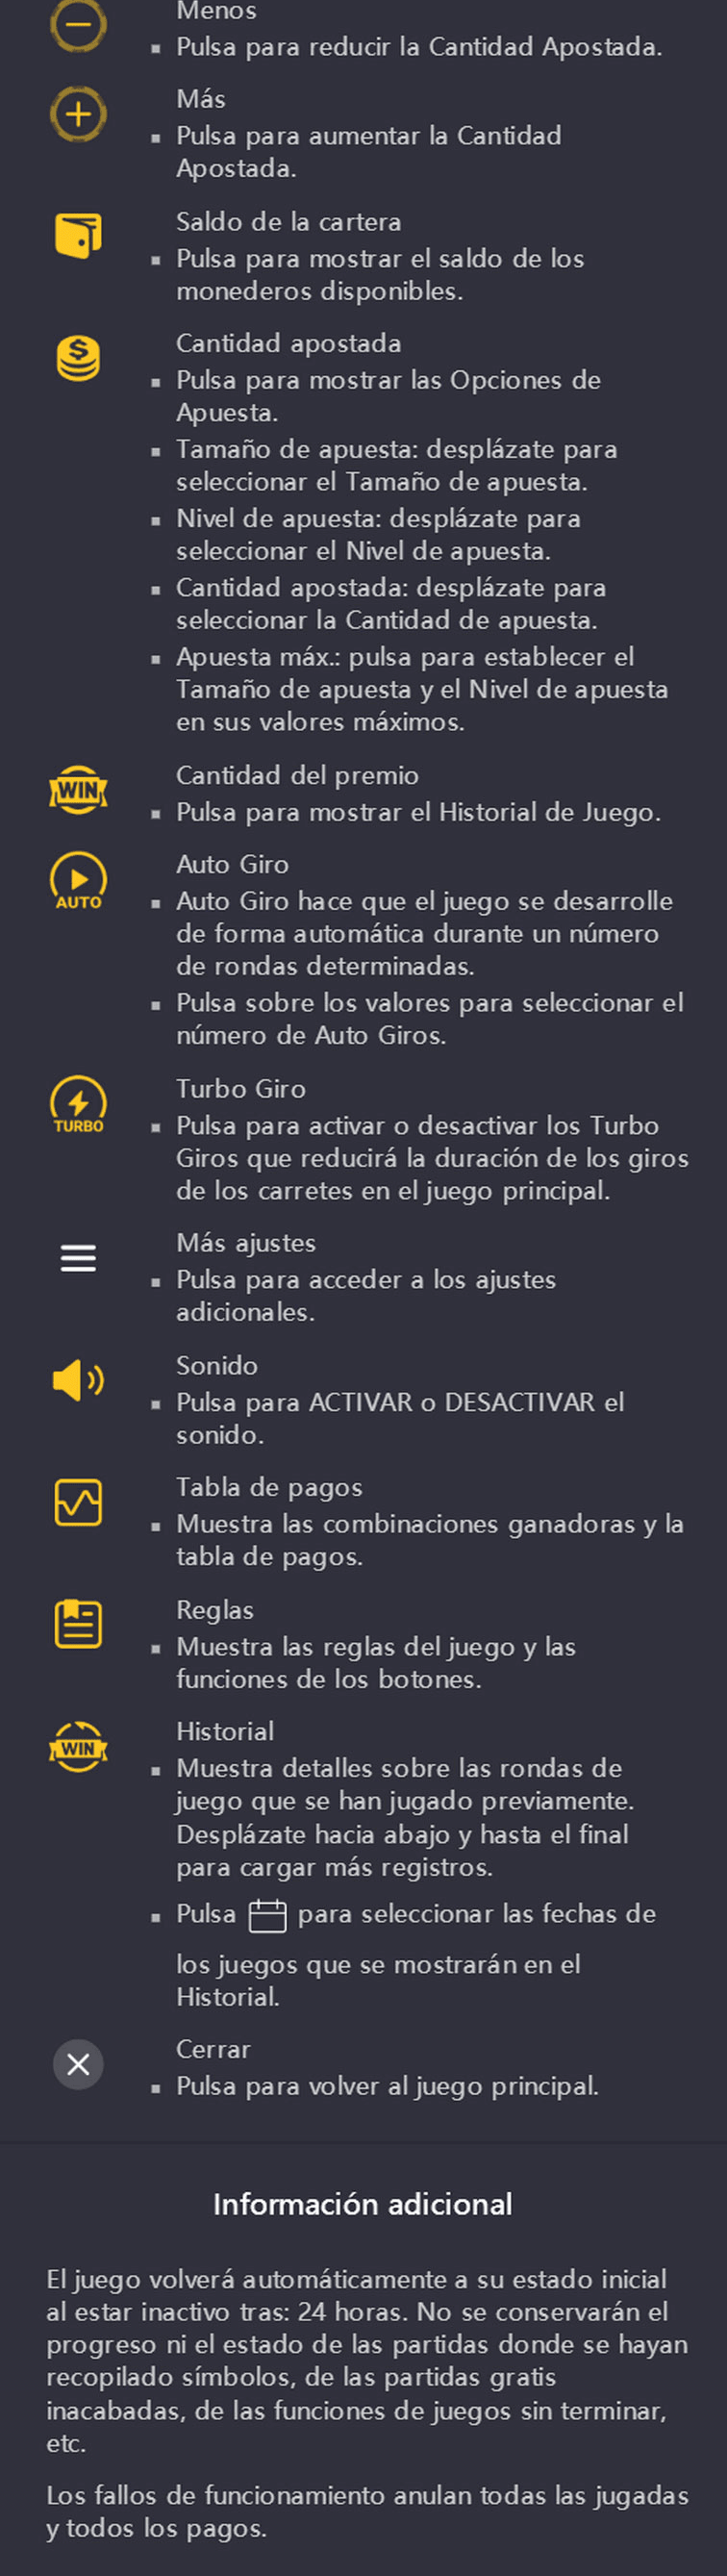 Menos
▪ Pulsa para reducir la Cantidad Apostada.
Más
▪ Pulsa para aumentar la Cantidad
Apostada.
Saldo de la cartera
▪ Pulsa para mostrar el saldo de los
monederos disponibles.
Cantidad apostada
▪ Pulsa para mostrar las Opciones de
Apuesta.
▪ Tamaño de apuesta: desplázate para
seleccionar el Tamaño de apuesta.
▪ Nivel de apuesta: desplázate para
seleccionar el Nivel de apuesta.
▪ Cantidad apostada: desplázate para
seleccionar la Cantidad de apuesta.
▪ Apuesta máx.: pulsa para establecer el
Tamaño de apuesta y el Nivel de apuesta
en sus valores máximos.
WIN
Cantidad del premio
▪ Pulsa para mostrar el Historial de Juego.
AUTO
Auto Giro
▪ Auto Giro hace que el juego se desarrolle
de forma automática durante un número
de rondas determinadas.
▪ Pulsa sobre los valores para seleccionar el
número de Auto Giros.
TURBO
Turbo Giro
▪ Pulsa para activar o desactivar los Turbo
Giros que reducirá la duración de los giros
de los carretes en el juego principal.
Más ajustes
▪ Pulsa para acceder a los ajustes
adicionales.
Sonido
▪ Pulsa para ACTIVAR o DESACTIVAR el
sonido.
Tabla de pagos
▪ Muestra las combinaciones ganadoras y la
tabla de pagos.
Reglas
▪ Muestra las reglas del juego y las
funciones de los botones.
WIN
Historial
▪ Muestra detalles sobre las rondas de
juego que se han jugado previamente.
Desplázate hacia abajo y hasta el final
para cargar más registros.
▪ Pulsa para seleccionar las fechas de
los juegos que se mostrarán en el
Historial.
Cerrar
▪ Pulsa para volver al juego principal.
Información adicional
El juego volverá automáticamente a su estado inicial
al estar inactivo tras: 24 horas. No se conservarán el
progreso ni el estado de las partidas donde se hayan
recopilado símbolos, de las partidas gratis
inacabadas, de las funciones de juegos sin terminar,
etc.
Los fallos de funcionamiento anulan todas las jugadas
y todos los pagos.